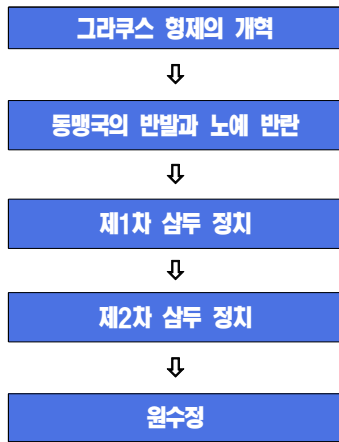 그라쿠스 형제의 개혁
⇩
동맹국의 반발과 노예 반란
⇩
제1차 삼두 정치
⇩
제2차 삼두 정치
⇩
원수정